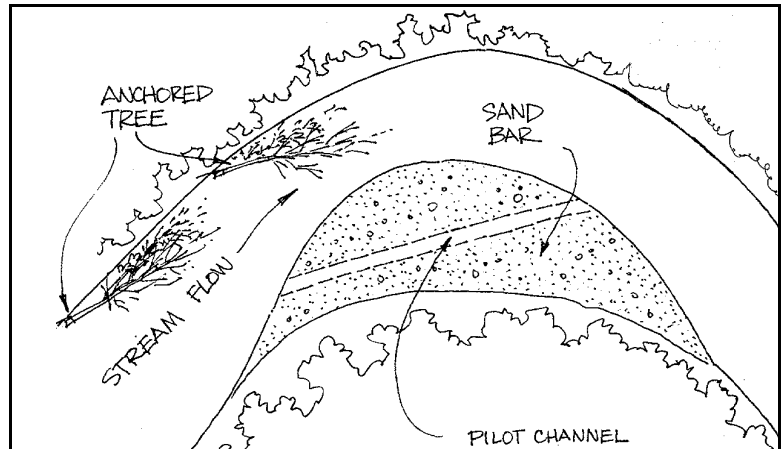 ANCHORED
TREE
SAND
BAR
STREAM FLOW
PILOT CHANNEL